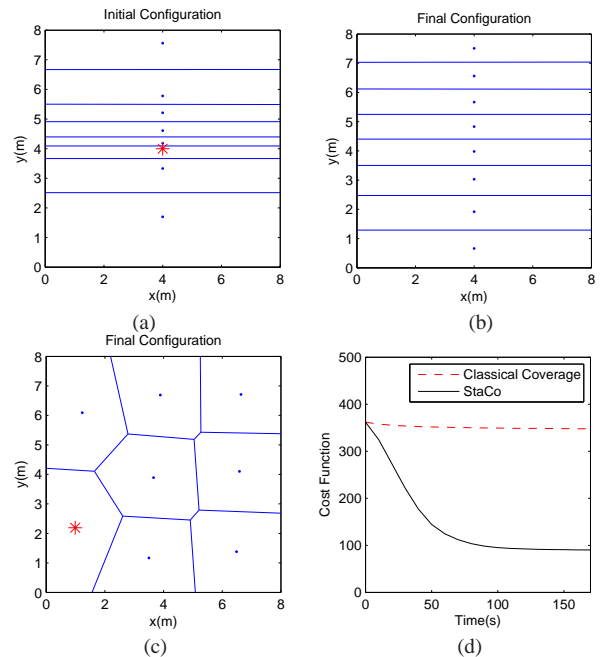 Initial Configuration
8
7
6
5
4
3
2
1
0
y(m)
0 2 4 6 8
x(m)
(a)
Final Configuration
8
7
6
5
4
3
2
1
0
y(m)
0 2 4 6 8
x(m)
(b)
Final Configuration
8
7
6
5
4
3
2
1
0
y(m)
0 2 4 6 8
x(m)
(c)
500
400
300
200
100
0
Cost Function
Classical Coverage
StaCo
0 50 100 150
Time(s)
(d)